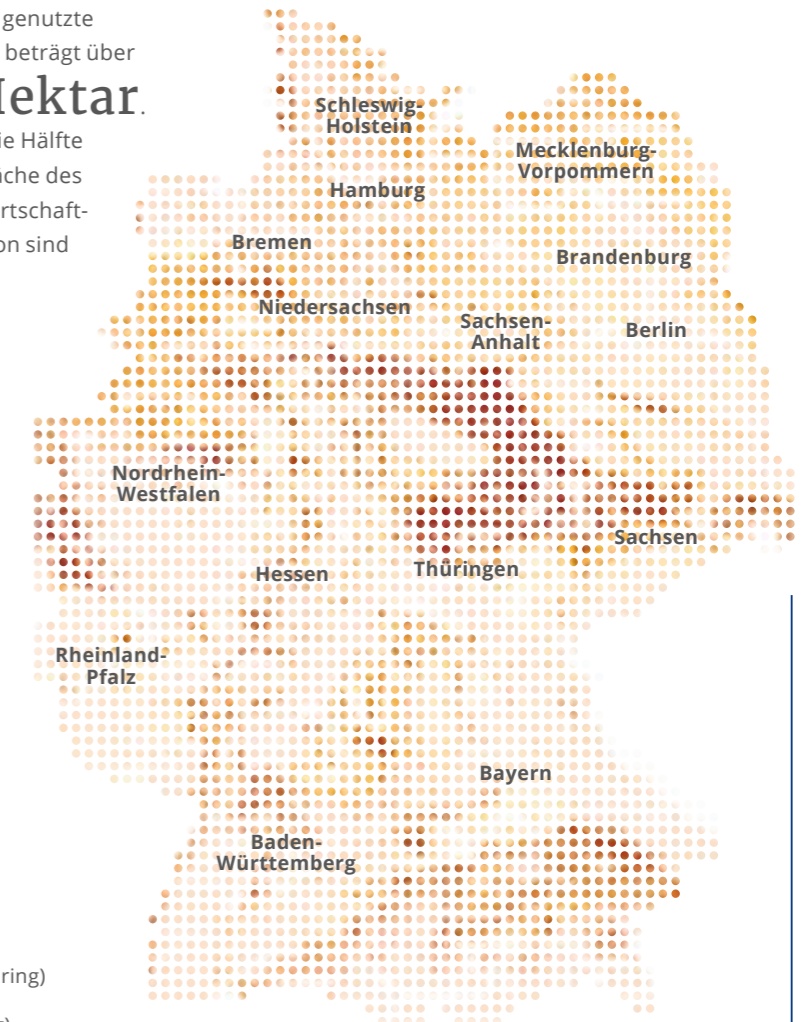 genutzte
beträgt über
Hektar.
ie Hälfte
äche des
rtschaft-
on sind
Schleswig-
Holstein
Mecklenburg-
Vorpommern
Hamburg
Bremen
Brandenburg
Niedersachsen
Sachsen-
Anhalt
Berlin
Nordrhein-
Westfalen
Sachsen
Hessen
Thüringen
Rheinland-
Pfalz
Bayern
Baden-
Württemberg
ring)